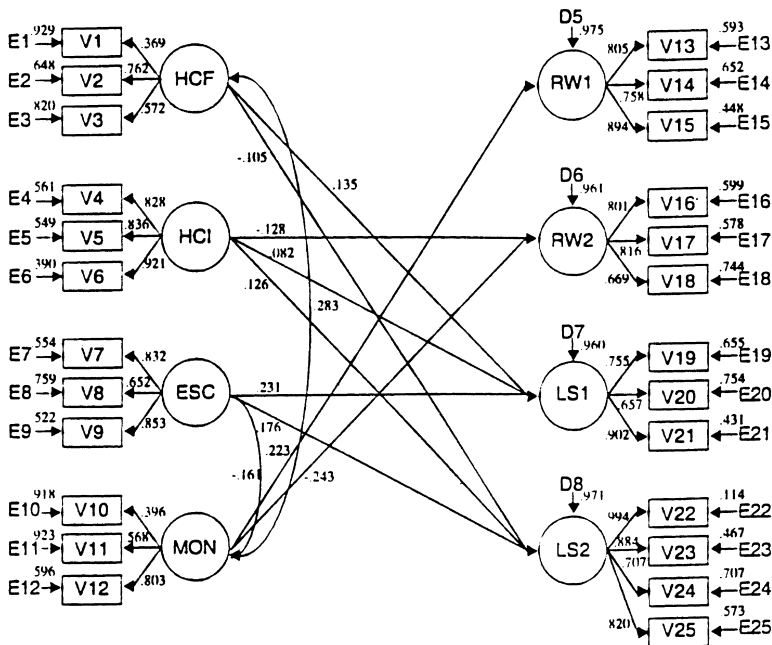 E1 .929 V1 .369
E2 .648 V2 .762
E3 .820 V3 .572
HCF
E4 .561 V4 .828
E5 .549 V5 .836
E6 .390 V6 .921
HCI
E7 .554 V7 .832
E8 .759 V8 .652
E9 .522 V9 .853
ESC
E10 .918 V10 .396
E11 .923 V11 .568
E12 .596 V12 .803
MON
-.105
.135
-.128
.082
.126
.283
.231
.176
.223
-.161
-.243
D5
.975
RW1
.805 V13 .593 E13
.758 V14 .652 E14
.894 V15 .448 E15
D6
.961
RW2
.801 V16 .599 E16
.816 V17 .578 E17
.669 V18 .744 E18
D7
.960
LS1
.755 V19 .655 E19
.657 V20 .754 E20
.902 V21 .431 E21
D8
.971
LS2
.994 V22 .114 E22
.884 V23 .467 E23
.707 V24 .707 E24
.820 V25 .573 E25